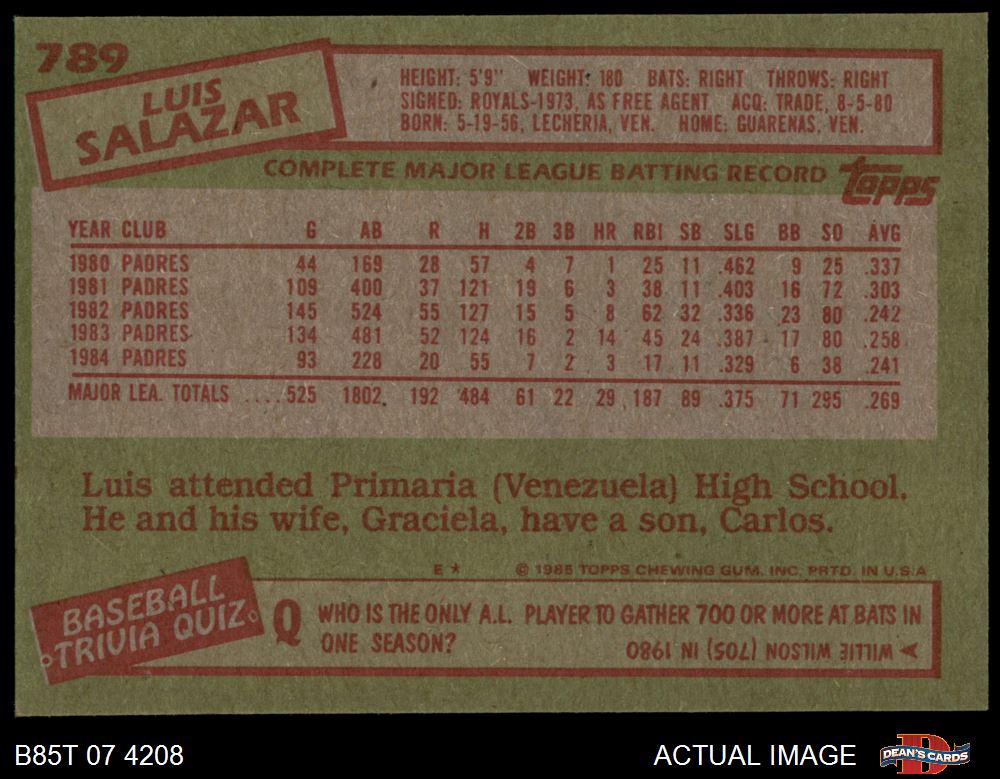 789
LUIS
SALAZAR
HEIGHT: 5'9" WEIGHT: 180 BATS: RIGHT THROWS: RIGHT
SIGNED: ROYALS-1973, AS FREE AGENT ACQ: TRADE, 8-5-80
BORN: 5-19-56, LECHERIA, VEN. HOME: GUARENAS, VEN.
COMPLETE MAJOR LEAGUE BATTING RECORD
topps
YEAR CLUB G AB R H 2B 3B HR RBI SB SLG BB SO AVG
1980 PADRES 44 169 28 57 4 7 1 25 11 .462 9 25 .337
1981 PADRES 109 400 37 121 19 6 3 38 11 .403 16 72 .303
1982 PADRES 145 524 55 127 15 5 8 62 32 .336 23 80 .242
1983 PADRES 134 481 52 124 16 2 14 45 24 .387 17 80 .258
1984 PADRES 93 228 20 55 7 2 3 17 11 .329 6 38 .241
MAJOR LEA. TOTALS ....525 1802 192 484 61 22 29 187 89 .375 71 295 .269
Luis attended Primaria (Venezuela) High School.
He and his wife, Graciela, have a son, Carlos.
E * © 1985 TOPPS CHEWING GUM, INC. PRTD. IN U.S.A
BASEBALL
TRIVIA QUIZ
Q WHO IS THE ONLY A.L. PLAYER TO GATHER 700 OR MORE AT BATS IN
ONE SEASON?
A WILLIE WILSON (705) IN 1980
B85T 07 4208
ACTUAL IMAGE
DEAN'S CARDS